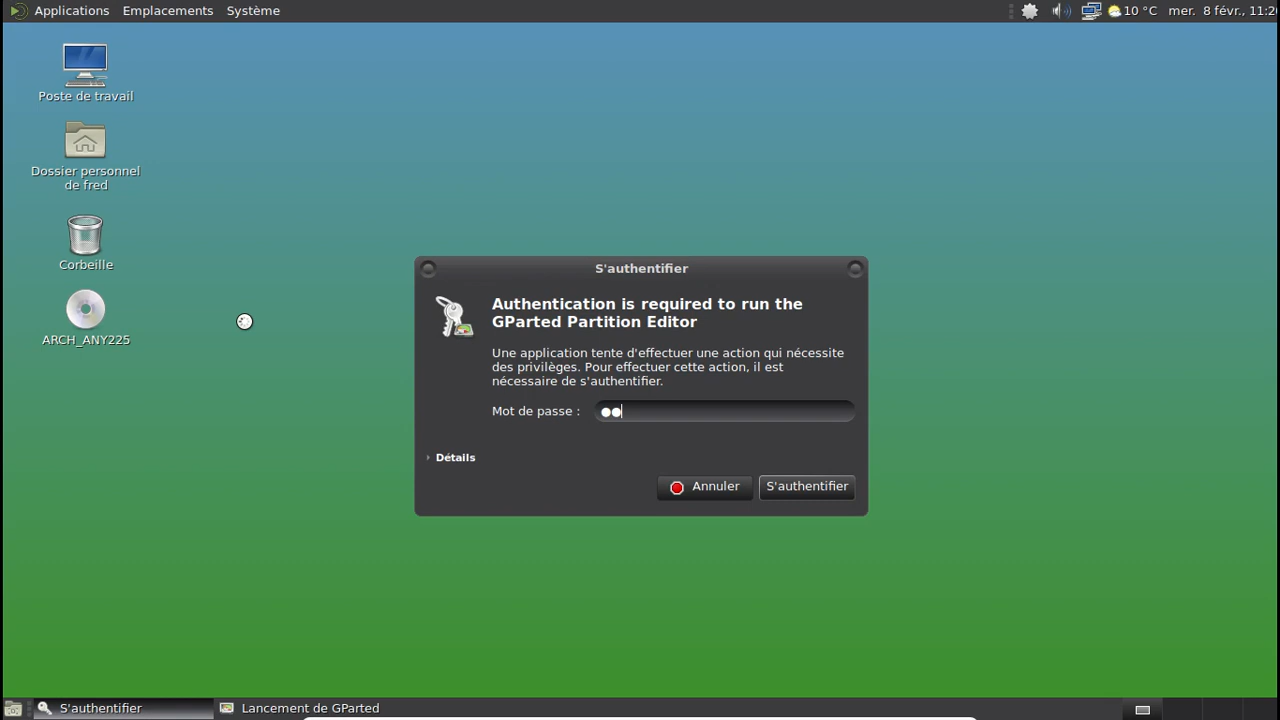 Applications Emplacements Système
10 °C mer. 8 févr., 11:2
Poste de travail
Dossier personnel
de fred
Corbeille
ARCH_ANY225
S'authentifier
Authentication is required to run the
GParted Partition Editor
Une application tente d'effectuer une action qui nécessite
des privilèges. Pour effectuer cette action, il est
nécessaire de s'authentifier.
Mot de passe : ●●
Détails
Annuler S'authentifier
S'authentifier Lancement de GParted